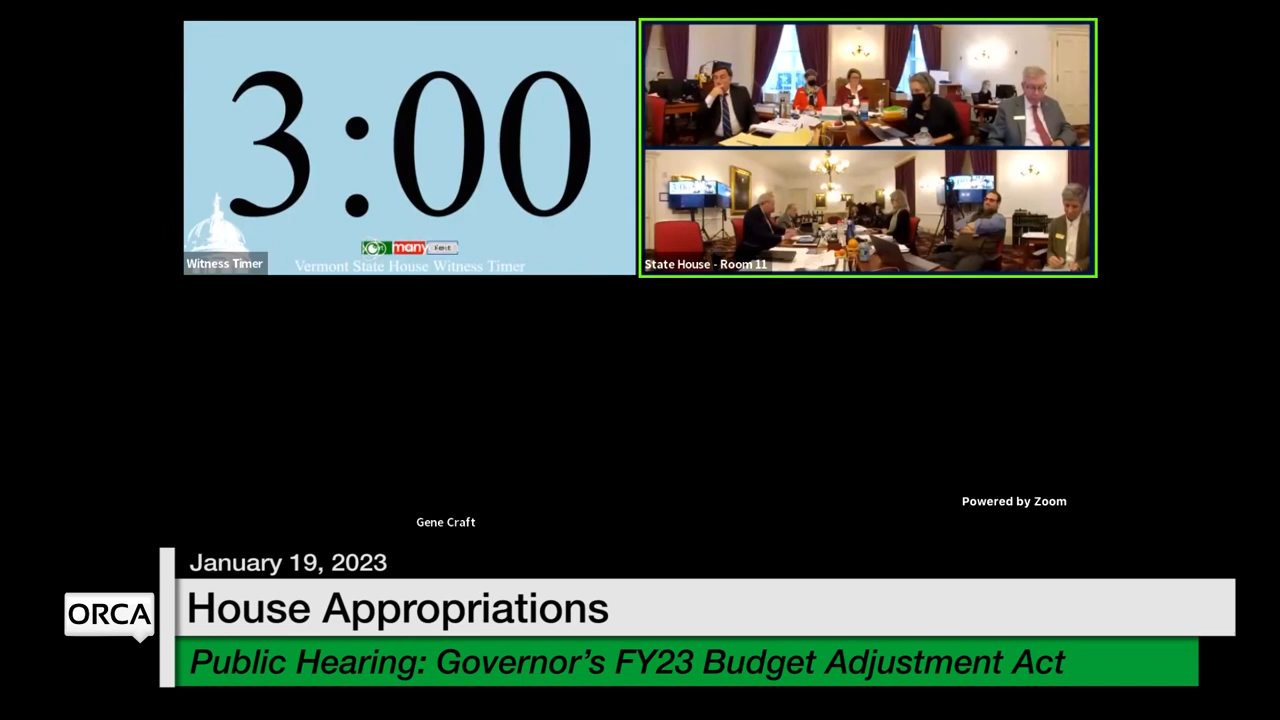 3:00
many
Vermont State House Witness Timer
Witness Timer
State House - Room 11
Powered by Zoom
Gene Craft
January 19, 2023
ORCA
House Appropriations
Public Hearing: Governor's FY23 Budget Adjustment Act